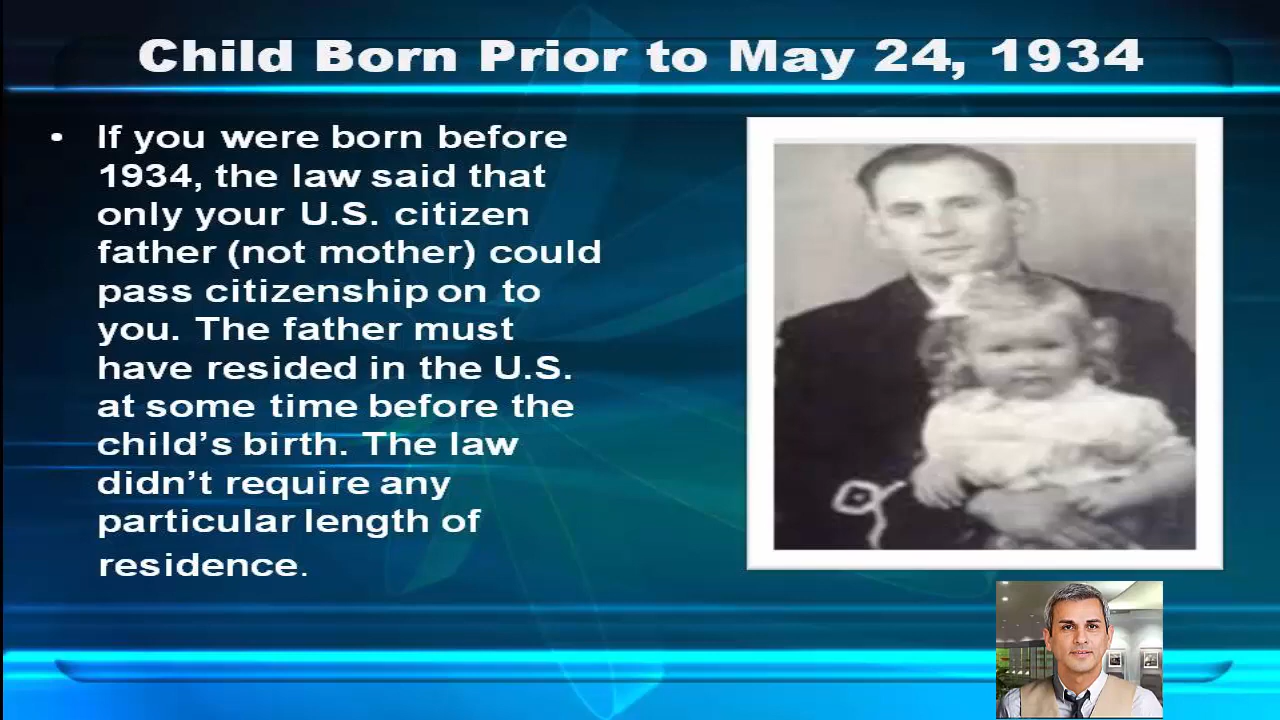 Child Born Prior to May 24, 1934
• If you were born before
1934, the law said that
only your U.S. citizen
father (not mother) could
pass citizenship on to
you. The father must
have resided in the U.S.
at some time before the
child’s birth. The law
didn’t require any
particular length of
residence.